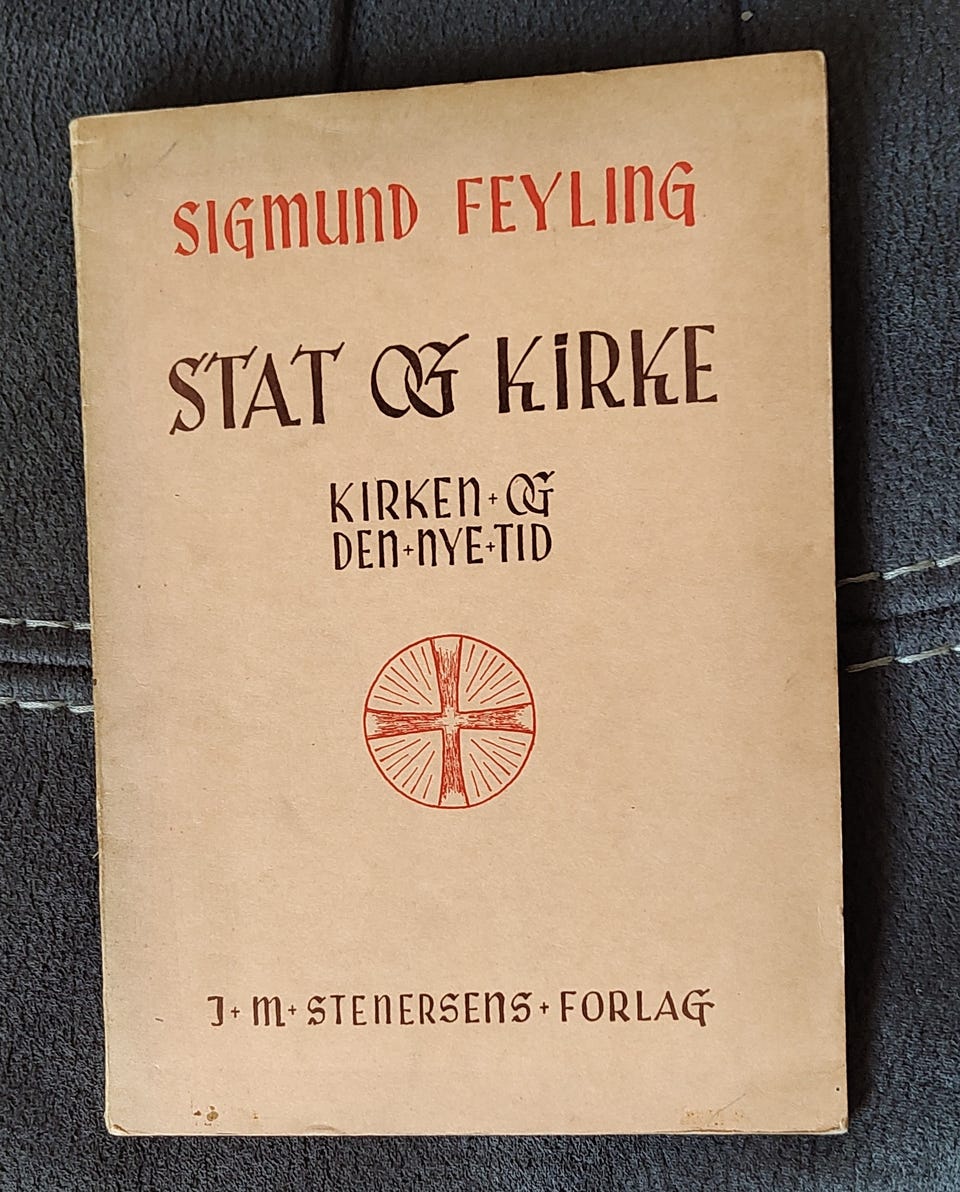 SIGMUND FEYLING
STAT OG KIRKE
KIRKEN + OG
DEN + NYE + TID
J + M + STENERSENS + FORLAG